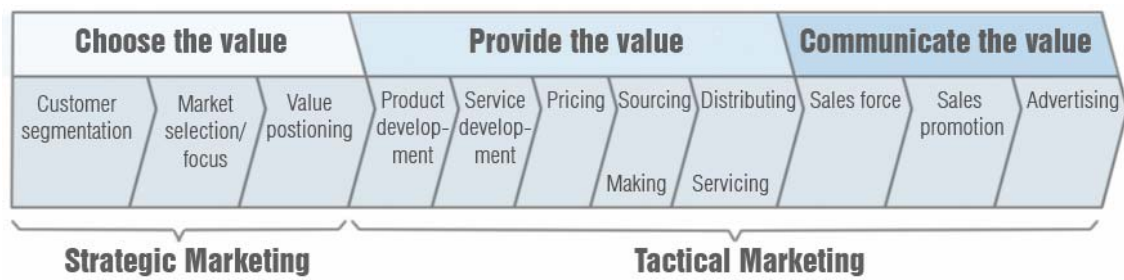 Choose the value
Provide the value
Communicate the value
Customer
segmentation
Market
selection/
focus
Value
postioning
Product
develop-
ment
Service
develop-
ment
Pricing
Sourcing
Making
Distributing
Servicing
Sales force
Sales
promotion
Advertising
Strategic Marketing
Tactical Marketing